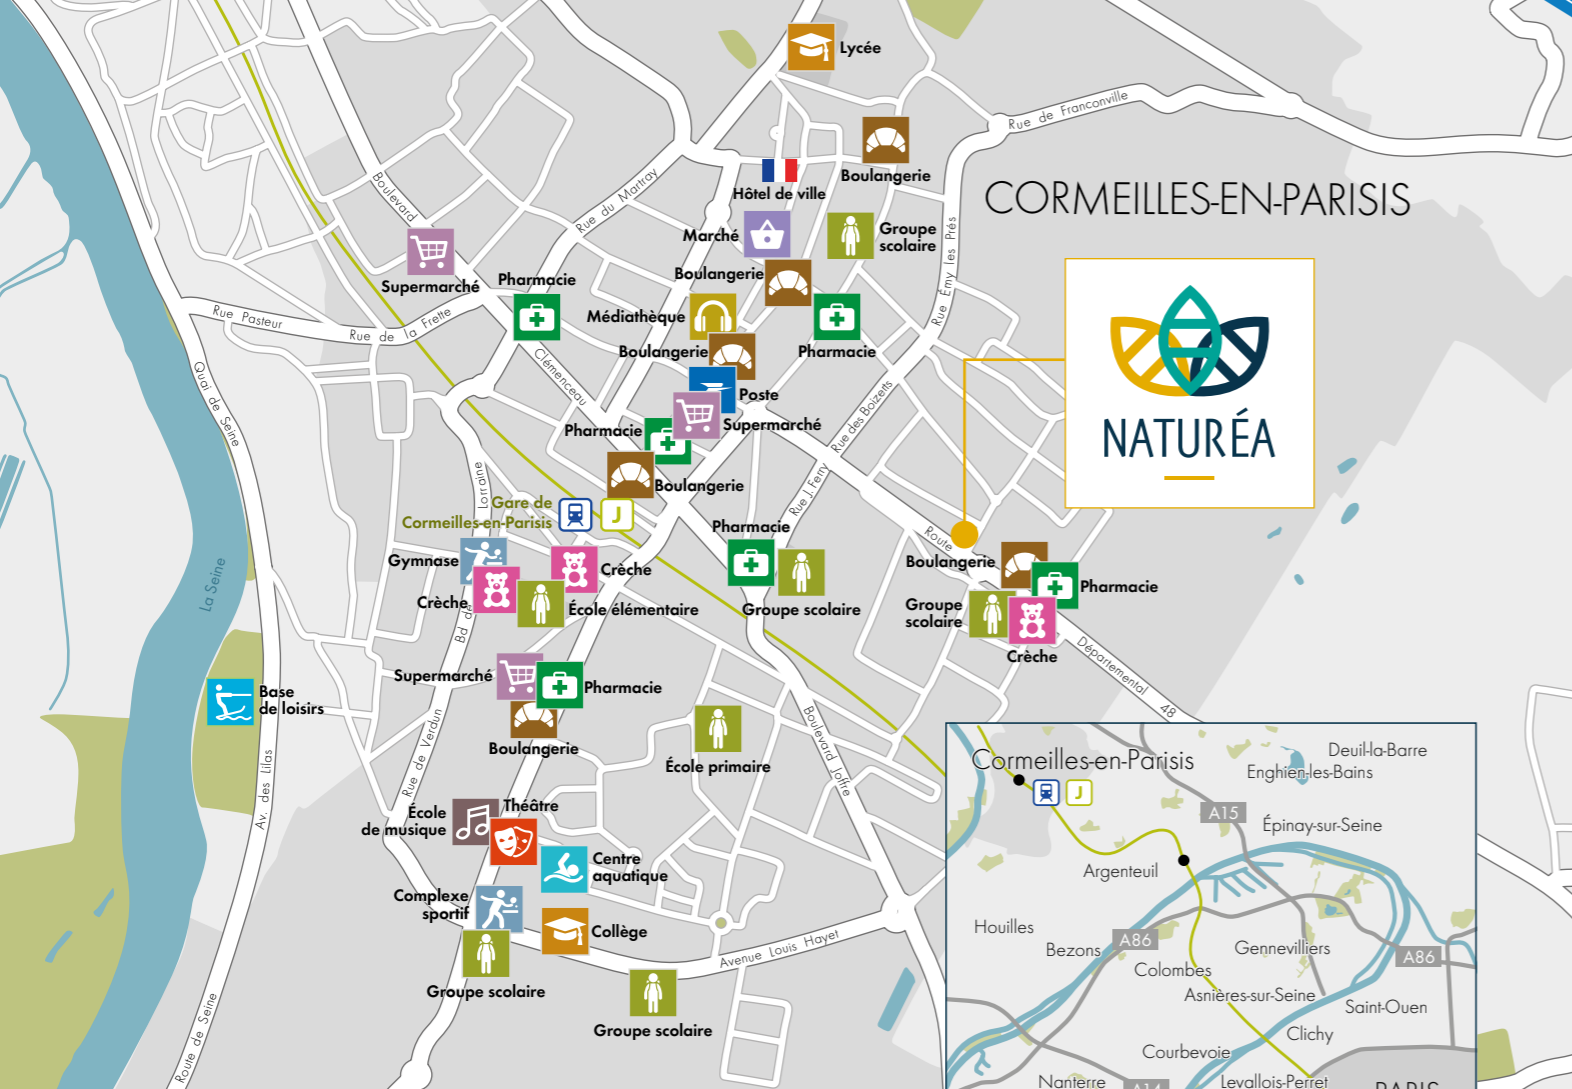 Lycée
Rue de Franconville
Boulangerie
Hôtel de ville
Boulevard
Rue du Martray
CORMEILLES-EN-PARISIS
Marché
Groupe
scolaire
Rue Émy les Prés
Supermarché
Pharmacie
Boulangerie
Médiathèque
Rue Pasteur
Rue de la Frette
Boulangerie
Pharmacie
Clémenceau
Quai de Seine
Poste
Rue des Boizerts
Supermarché
Pharmacie
NATURÉA
Boulangerie
Lorraine
Rue J. Ferry
Gare de
Cormeilles-en-Parisis
J
Pharmacie
Route
Gymnase
Crèche
Boulangerie
Pharmacie
La Seine
Crèche
École élémentaire
Groupe scolaire
Groupe
scolaire
Bd de
Crèche
Départemental
48
Supermarché
Pharmacie
Base
de loisirs
Rue de Verdun
Boulangerie
École primaire
Boulevard Joffre
Av. des Lilas
École
de musique
Théâtre
Centre
aquatique
Complexe
sportif
Collège
Avenue Louis Hayet
Groupe scolaire
Groupe scolaire
Route de Seine
Cormeilles-en-Parisis
J
Deuil-la-Barre
Enghien-les-Bains
A15
Épinay-sur-Seine
Argenteuil
Houilles
Bezons
A86
Gennevilliers
A86
Colombes
Asnières-sur-Seine
Saint-Ouen
Clichy
Courbevoie
Nanterre
A14
Levallois-Perret
PARIS